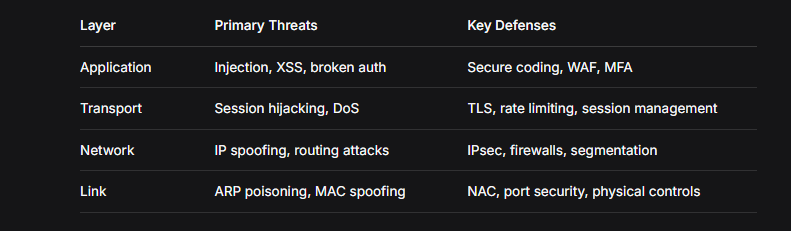 Layer Primary Threats Key Defenses
Application Injection, XSS, broken auth Secure coding, WAF, MFA
Transport Session hijacking, DoS TLS, rate limiting, session management
Network IP spoofing, routing attacks IPsec, firewalls, segmentation
Link ARP poisoning, MAC spoofing NAC, port security, physical controls